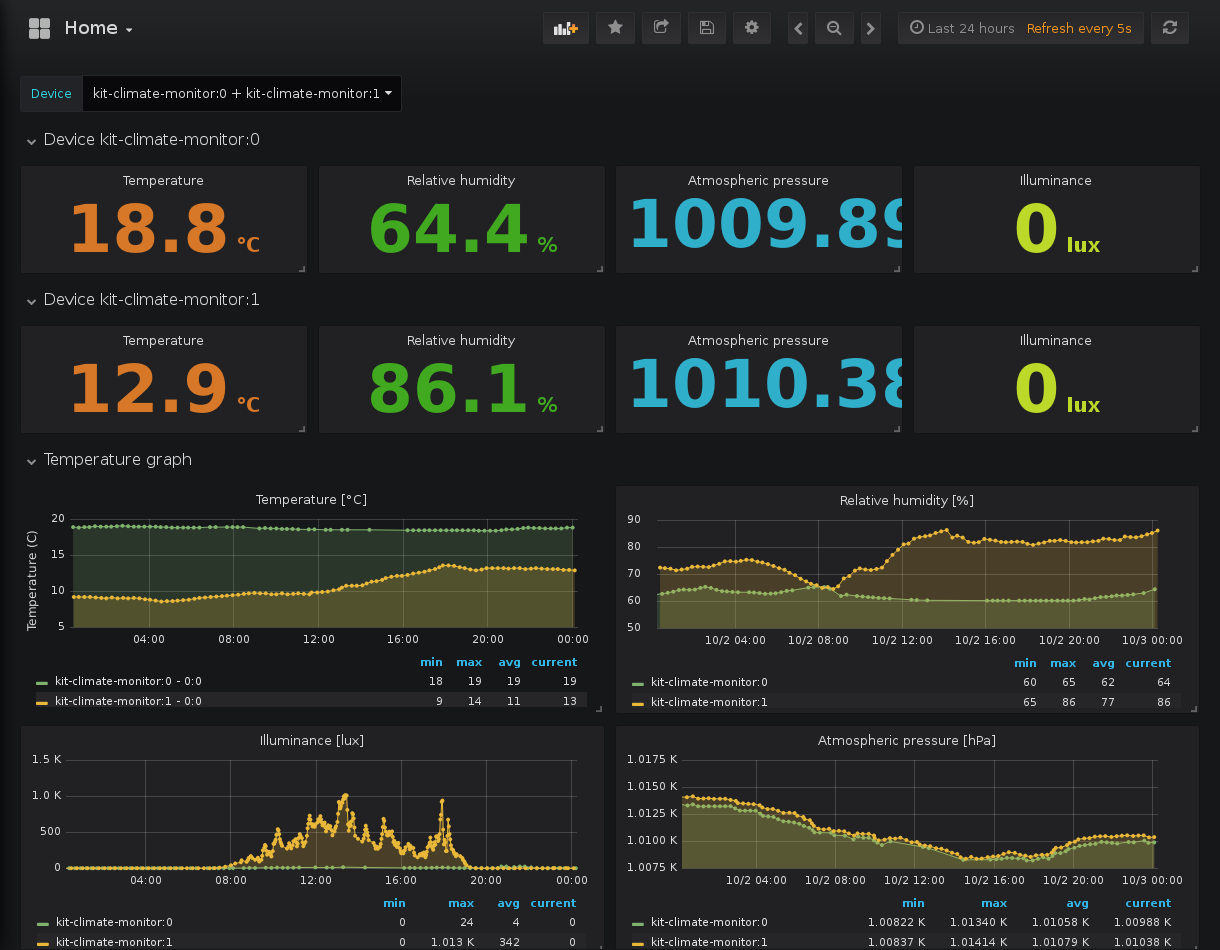 Home
Last 24 hours Refresh every 5s
Device kit-climate-monitor:0 + kit-climate-monitor:1
Device kit-climate-monitor:0
Temperature Relative humidity Atmospheric pressure Illuminance
18.8 °C 64.4 % 1009.89 0 lux
Device kit-climate-monitor:1
Temperature Relative humidity Atmospheric pressure Illuminance
12.9 °C 86.1 % 1010.38 0 lux
Temperature graph
Temperature [°C]
Temperature (C)
20
15
10
5
04:00 08:00 12:00 16:00 20:00 00:00
min max avg current
kit-climate-monitor:0 - 0:0 18 19 19 19
kit-climate-monitor:1 - 0:0 9 14 11 13
Relative humidity [%]
90
80
70
60
50
10/2 04:00 10/2 08:00 10/2 12:00 10/2 16:00 10/2 20:00 10/3 00:00
min max avg current
kit-climate-monitor:0 60 65 62 64
kit-climate-monitor:1 65 86 77 86
Illuminance [lux]
1.5 K
1.0 K
500
0
04:00 08:00 12:00 16:00 20:00 00:00
min max avg current
kit-climate-monitor:0 0 24 4 0
kit-climate-monitor:1 0 1.013 K 342 0
Atmospheric pressure [hPa]
1.0175 K
1.0150 K
1.0125 K
1.0100 K
1.0075 K
10/2 04:00 10/2 08:00 10/2 12:00 10/2 16:00 10/2 20:00 10/3 00:00
min max avg current
kit-climate-monitor:0 1.00822 K 1.01340 K 1.01058 K 1.00988 K
kit-climate-monitor:1 1.00837 K 1.01414 K 1.01079 K 1.01038 K